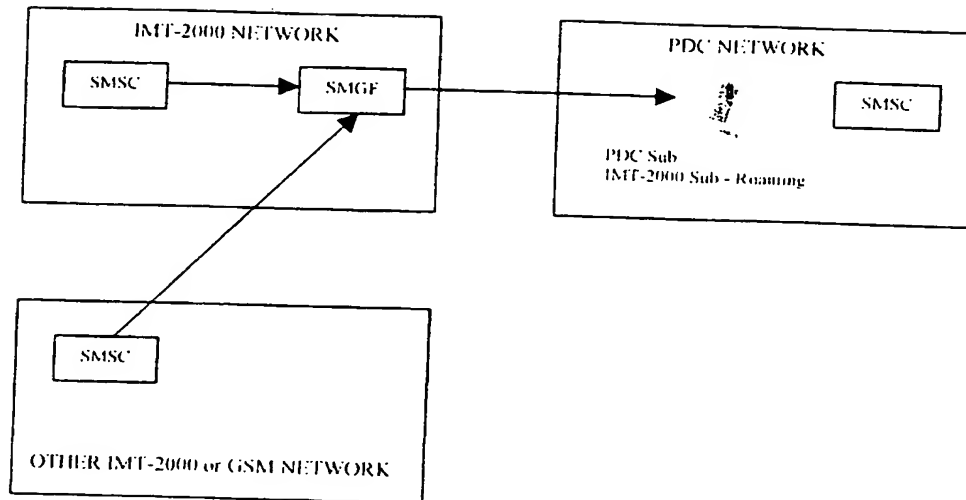 IMT-2000 NETWORK
SMSC
SMGF
PDC NETWORK
SMSC
PDC Sub
IMT-2000 Sub - Roaming
SMSC
OTHER IMT-2000 or GSM NETWORK